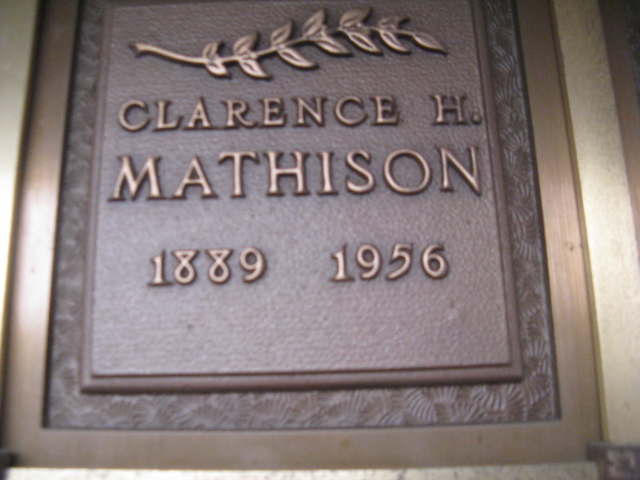 CLARENCE H.
MATHISON
1889 1956